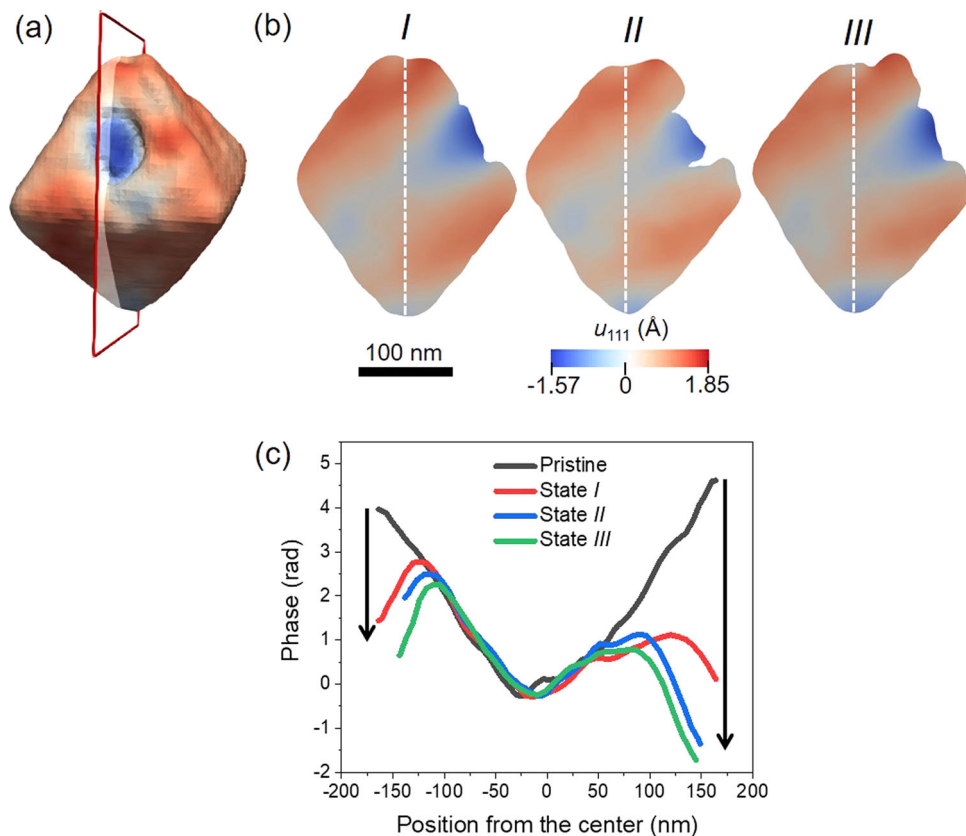 (a)
(b)
I II III
100 nm
u111 (Å)
-1.57 0 1.85
(c)
Pristine
State I
State II
State III
Phase (rad)
5
4
3
2
1
0
-1
-2
-200 -150 -100 -50 0 50 100 150 200
Position from the center (nm)